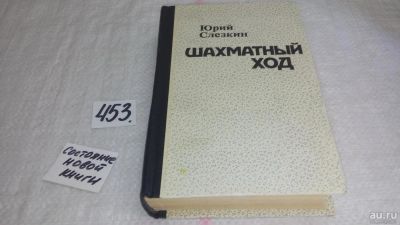 Юрий
Слезкин
ШАХМАТНЫЙ
ХОД
453.
Состояние
новой
книги
au.ru